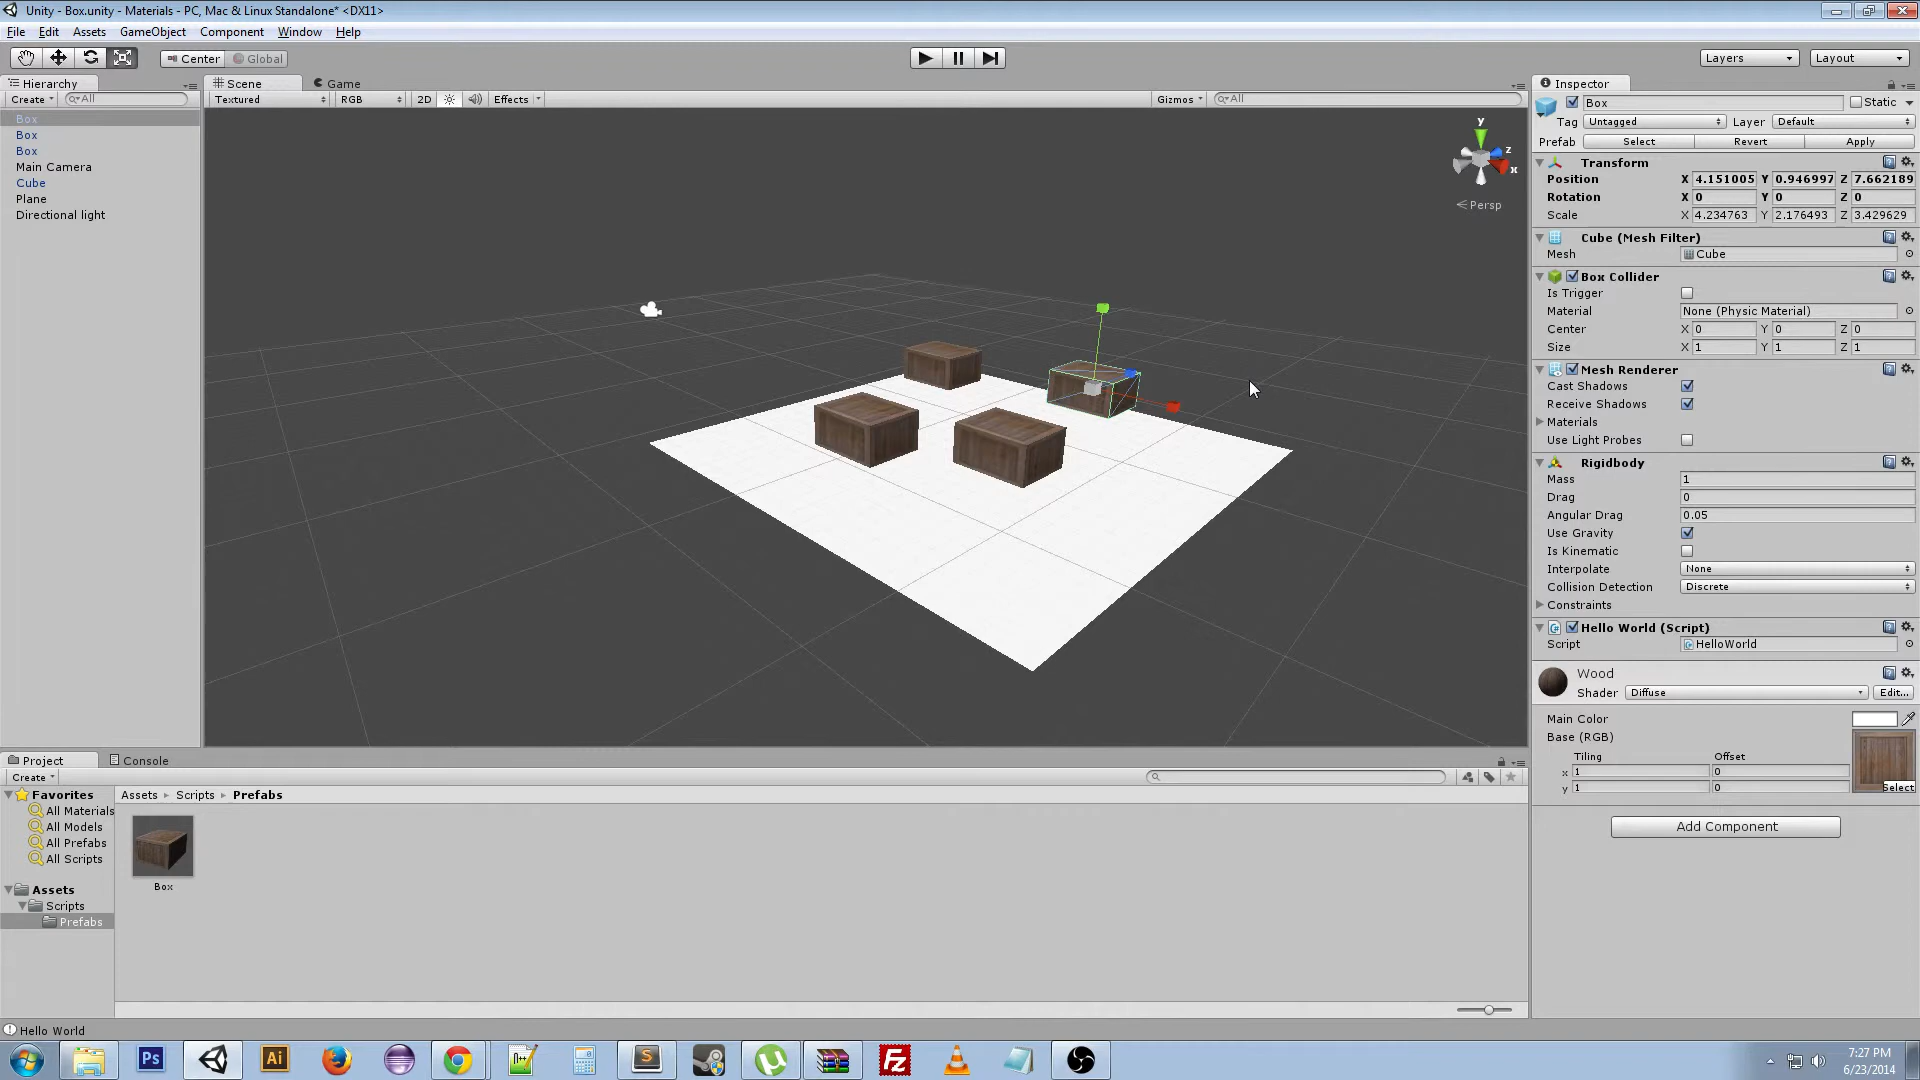 Unity - Box.unity - Materials - PC, Mac & Linux Standalone* <DX11>
File Edit Assets GameObject Component Window Help
Center Global Layers Layout
Hierarchy
Create All
Box
Box
Box
Main Camera
Cube
Plane
Directional light
Scene Game
Textured RGB 2D Effects Gizmos All
y
z
x
Persp
Inspector
Box Static
Tag Untagged Layer Default
Prefab Select Revert Apply
Transform
Position X 4.151005 Y 0.946997 Z 7.662189
Rotation X 0 Y 0 Z 0
Scale X 4.234763 Y 2.176493 Z 3.429629
Cube (Mesh Filter)
Mesh Cube
Box Collider
Is Trigger
Material None (Physic Material)
Center X 0 Y 0 Z 0
Size X 1 Y 1 Z 1
Mesh Renderer
Cast Shadows
Receive Shadows
Materials
Use Light Probes
Rigidbody
Mass 1
Drag 0
Angular Drag 0.05
Use Gravity
Is Kinematic
Interpolate None
Collision Detection Discrete
Constraints
Hello World (Script)
Script HelloWorld
Wood
Shader Diffuse Edit...
Main Color
Base (RGB)
Tiling Offset
x 1 0
y 1 0
Select
Add Component
Project Console
Create
Favorites
All Materials
All Models
All Prefabs
All Scripts
Assets
Scripts
Prefabs
Assets Scripts Prefabs
Box
Hello World
Ps Ai S Fz
7:27 PM
6/23/2014